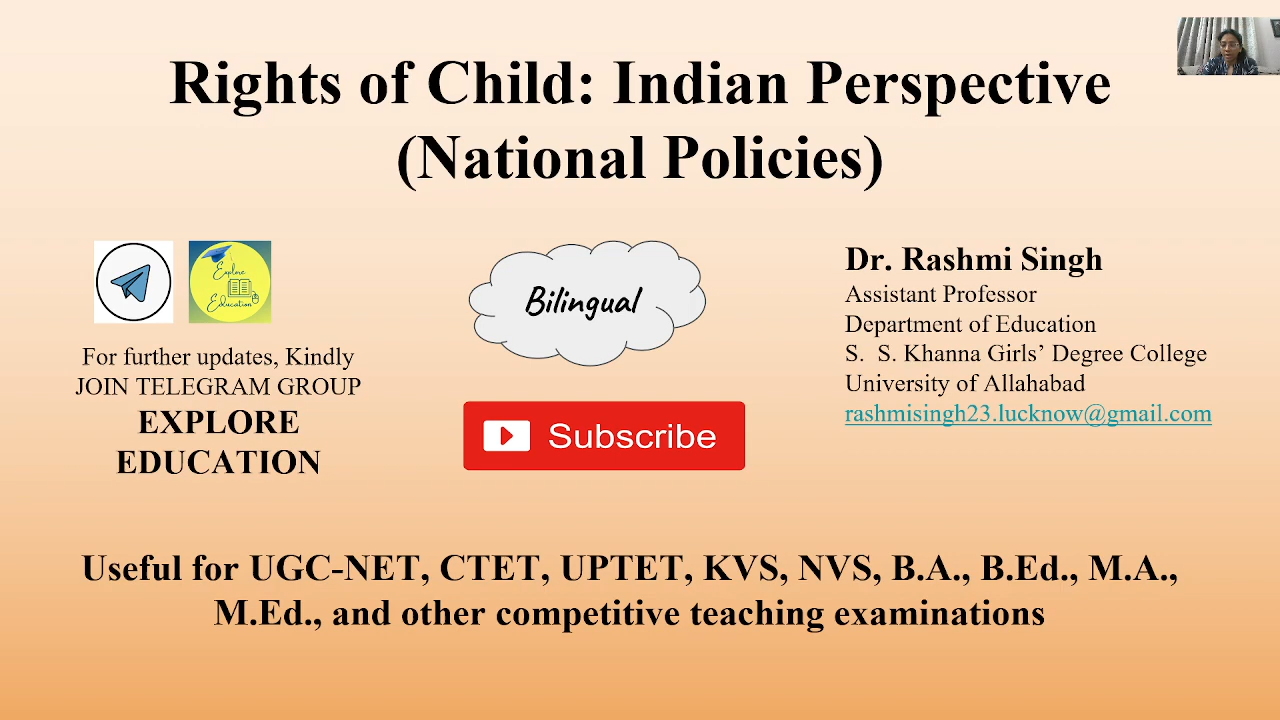 Rights of Child: Indian Perspective
(National Policies)
Explore
Education
For further updates, Kindly
JOIN TELEGRAM GROUP
EXPLORE
EDUCATION
Bilingual
Subscribe
Dr. Rashmi Singh
Assistant Professor
Department of Education
S. S. Khanna Girls’ Degree College
University of Allahabad
rashmisingh23.lucknow@gmail.com
Useful for UGC-NET, CTET, UPTET, KVS, NVS, B.A., B.Ed., M.A.,
M.Ed., and other competitive teaching examinations